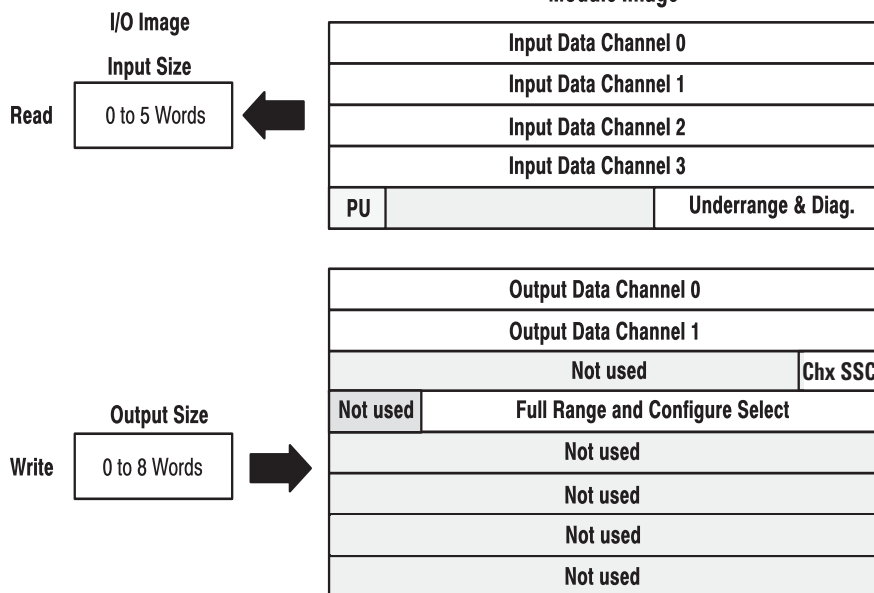 Module Image
I/O Image
Input Size
Read
0 to 5 Words
Input Data Channel 0
Input Data Channel 1
Input Data Channel 2
Input Data Channel 3
PU
Underrange & Diag.
Output Data Channel 0
Output Data Channel 1
Not used
Chx SSC
Not used
Full Range and Configure Select
Output Size
Write
0 to 8 Words
Not used
Not used
Not used
Not used